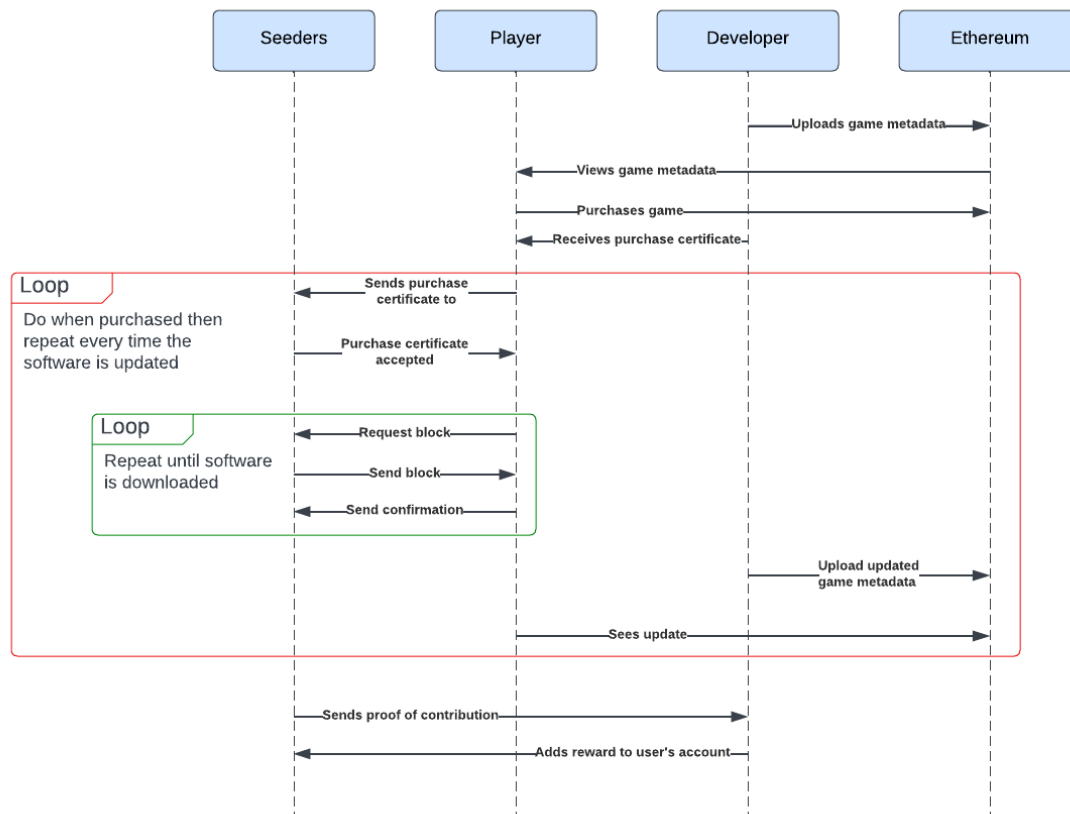 Seeders
Player
Developer
Ethereum
Uploads game metadata
Views game metadata
Purchases game
Receives purchase certificate
Loop
Do when purchased then
repeat every time the
software is updated
Sends purchase
certificate to
Purchase certificate
accepted
Loop
Repeat until software
is downloaded
Request block
Send block
Send confirmation
Upload updated
game metadata
Sees update
Sends proof of contribution
Adds reward to user's account